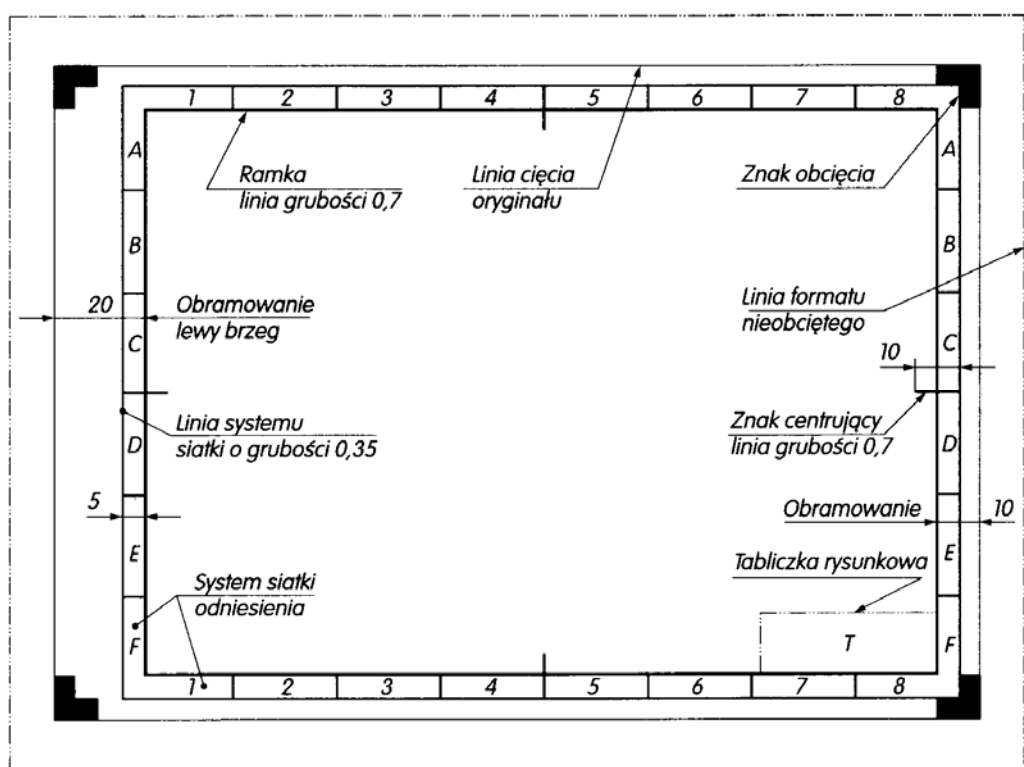 1 2 3 4 5 6 7 8
A A
Ramka
linia grubości 0,7
Linia cięcia
oryginału
Znak obcięcia
B B
20
Obramowanie
lewy brzeg
Linia formatu
nieobciętego
C C
10
Linia systemu
siatki o grubości 0,35
Znak centrujący
linia grubości 0,7
D D
5
Obramowanie 10
E E
Tabliczka rysunkowa
System siatki
odniesienia
F T F
1 2 3 4 5 6 7 8